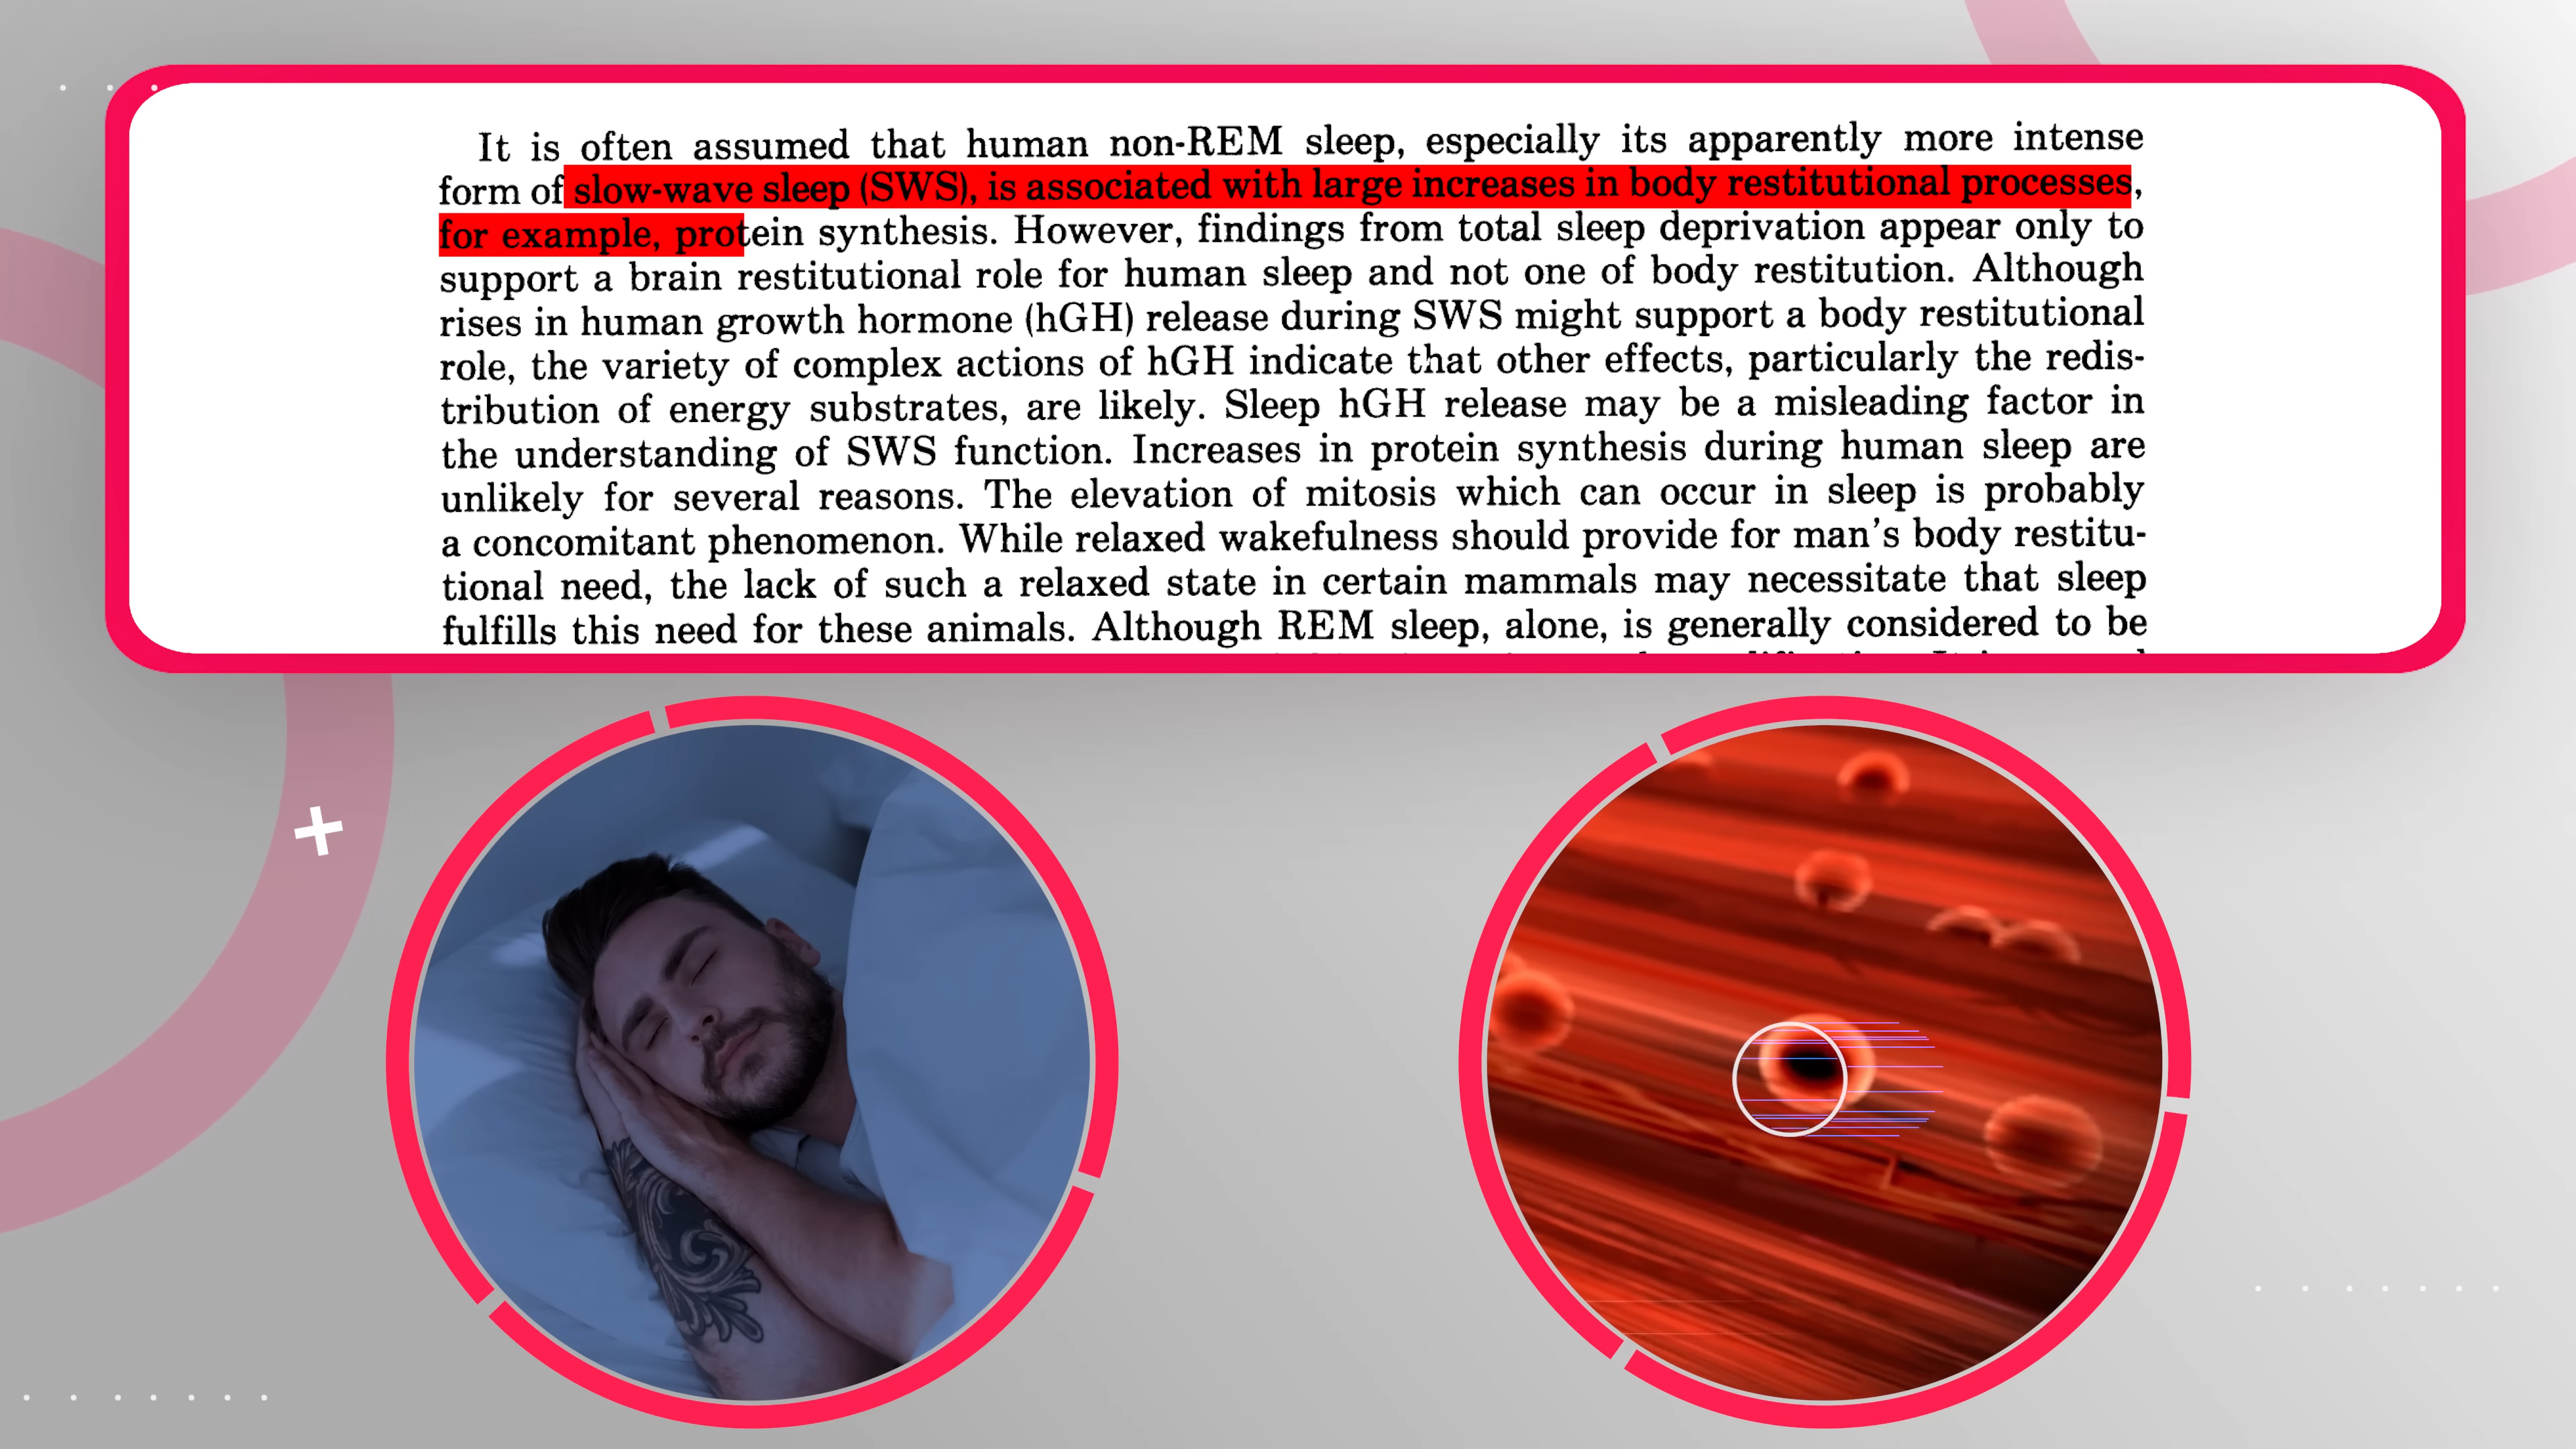 It is often assumed that human non-REM sleep, especially its apparently more intense
form of slow-wave sleep (SWS), is associated with large increases in body restitutional processes,
for example, protein synthesis. However, findings from total sleep deprivation appear only to
support a brain restitutional role for human sleep and not one of body restitution. Although
rises in human growth hormone (hGH) release during SWS might support a body restitutional
role, the variety of complex actions of hGH indicate that other effects, particularly the redis-
tribution of energy substrates, are likely. Sleep hGH release may be a misleading factor in
the understanding of SWS function. Increases in protein synthesis during human sleep are
unlikely for several reasons. The elevation of mitosis which can occur in sleep is probably
a concomitant phenomenon. While relaxed wakefulness should provide for man's body restitu-
tional need, the lack of such a relaxed state in certain mammals may necessitate that sleep
fulfills this need for these animals. Although REM sleep, alone, is generally considered to be